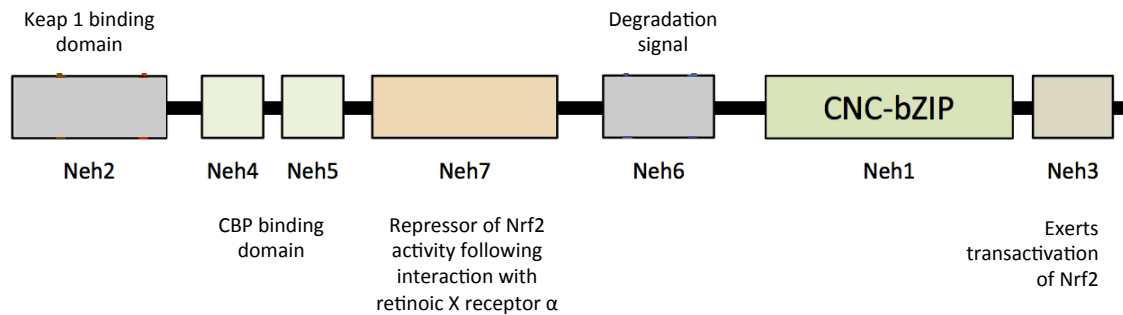 Keap 1 binding
domain
Degradation
signal
CNC-bZIP
Neh2
Neh4
Neh5
Neh7
Neh6
Neh1
Neh3
CBP binding
domain
Repressor of Nrf2
activity following
interaction with
retinoic X receptor α
Exerts
transactivation
of Nrf2